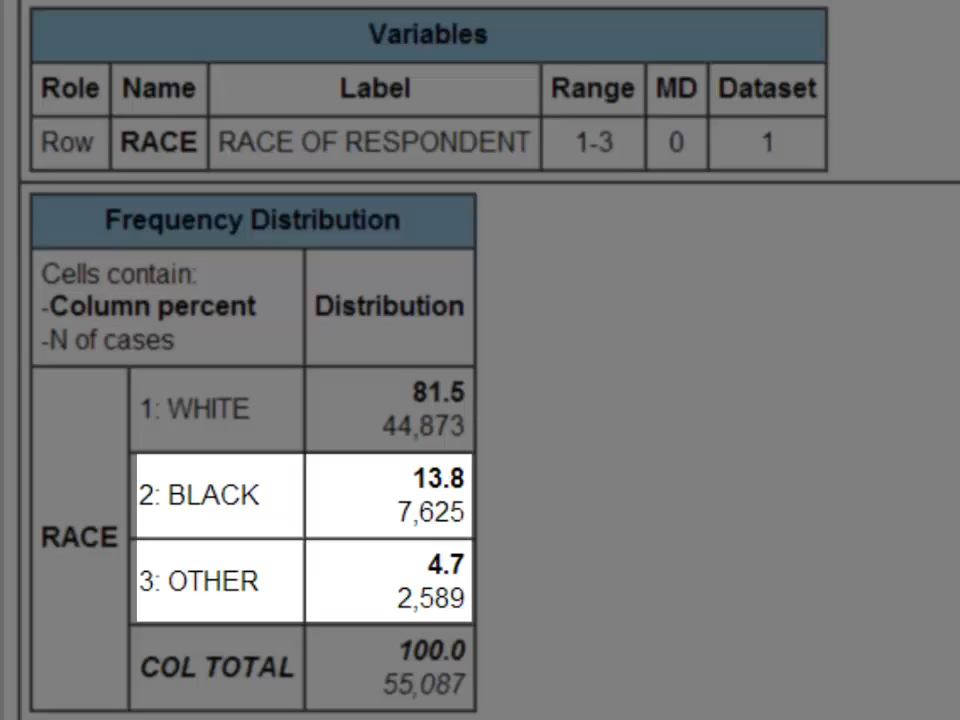 Variables
Role Name Label Range MD Dataset
Row RACE RACE OF RESPONDENT 1-3 0 1
Frequency Distribution
Cells contain:
-Column percent
-N of cases
Distribution
RACE
1: WHITE
81.5
44,873
2: BLACK
13.8
7,625
3: OTHER
4.7
2,589
COL TOTAL
100.0
55,087